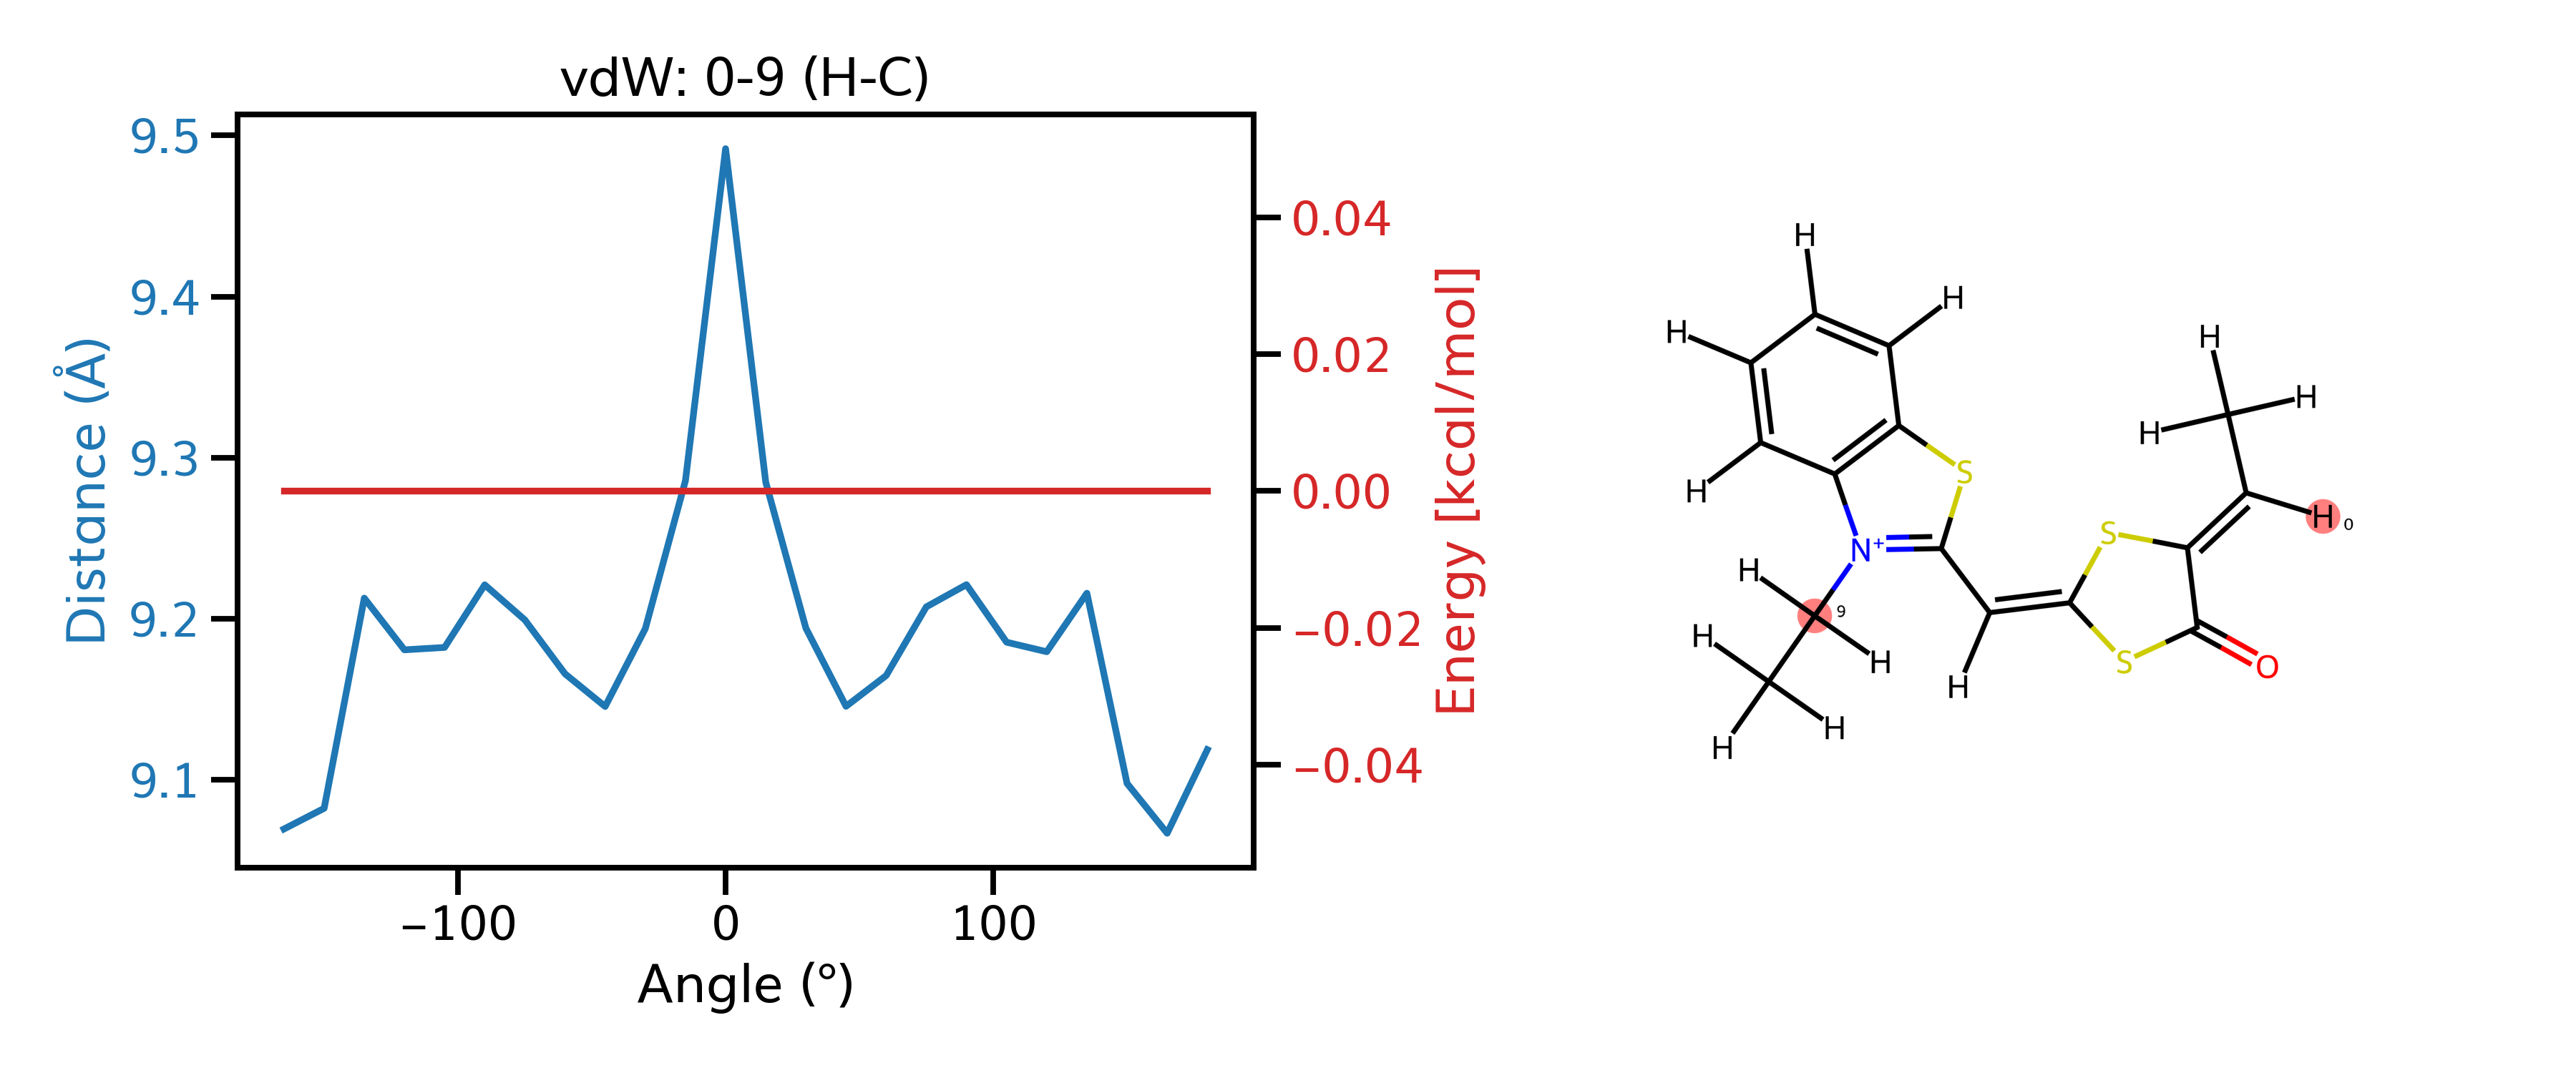 vdW: 0-9 (H-C)
9.5
9.4
9.3
9.2
9.1
Distance (Å)
0.04
0.02
0.00
−0.02
−0.04
Energy [kcal/mol]
−100
0
100
Angle (°)
H
H
H
H
H
H
H
S
H
H 0
S
N+
H
9
H
H
S
O
H
H
H